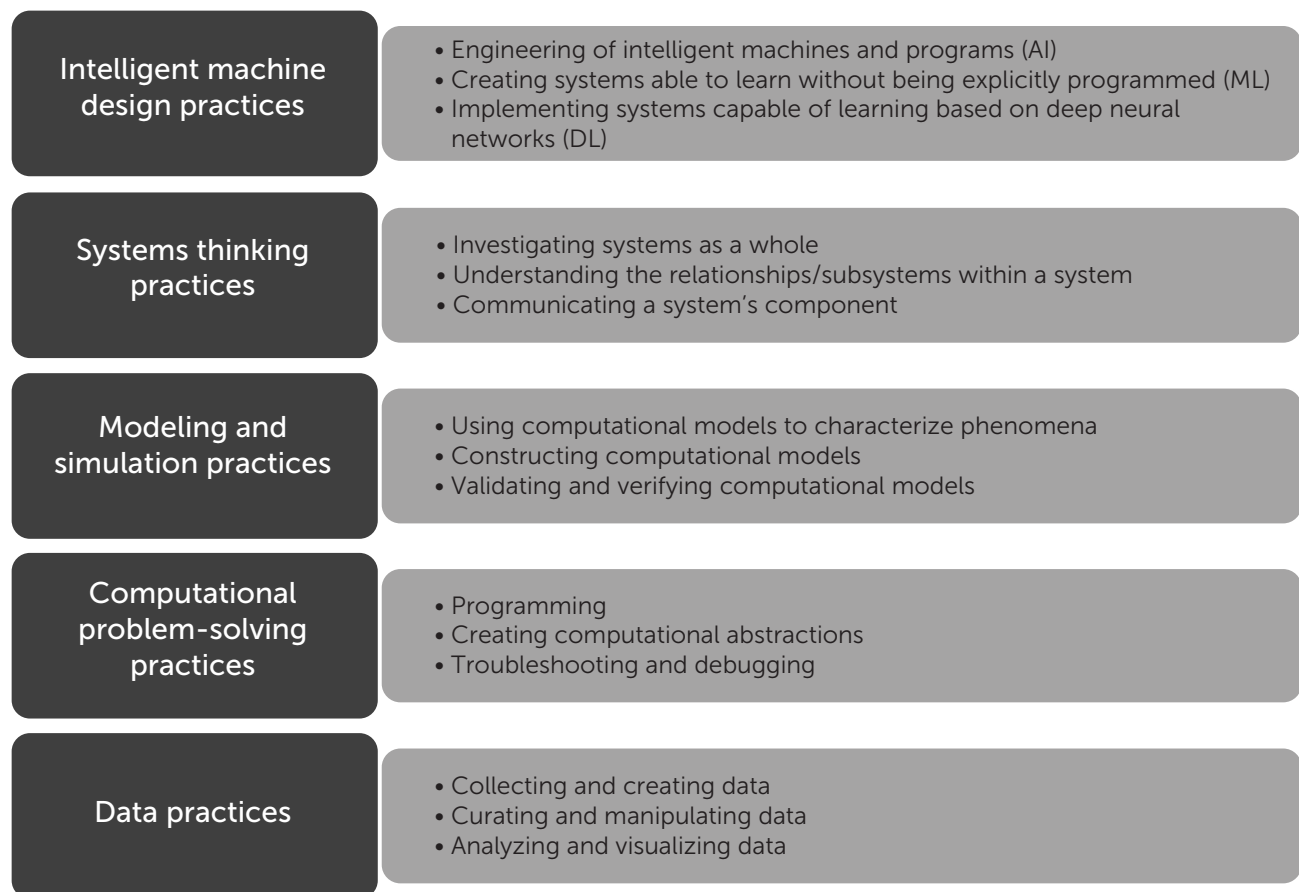 Intelligent machine
design practices
• Engineering of intelligent machines and programs (AI)
• Creating systems able to learn without being explicitly programmed (ML)
• Implementing systems capable of learning based on deep neural
networks (DL)
Systems thinking
practices
• Investigating systems as a whole
• Understanding the relationships/subsystems within a system
• Communicating a system’s component
Modeling and
simulation practices
• Using computational models to characterize phenomena
• Constructing computational models
• Validating and verifying computational models
Computational
problem-solving
practices
• Programming
• Creating computational abstractions
• Troubleshooting and debugging
Data practices
• Collecting and creating data
• Curating and manipulating data
• Analyzing and visualizing data